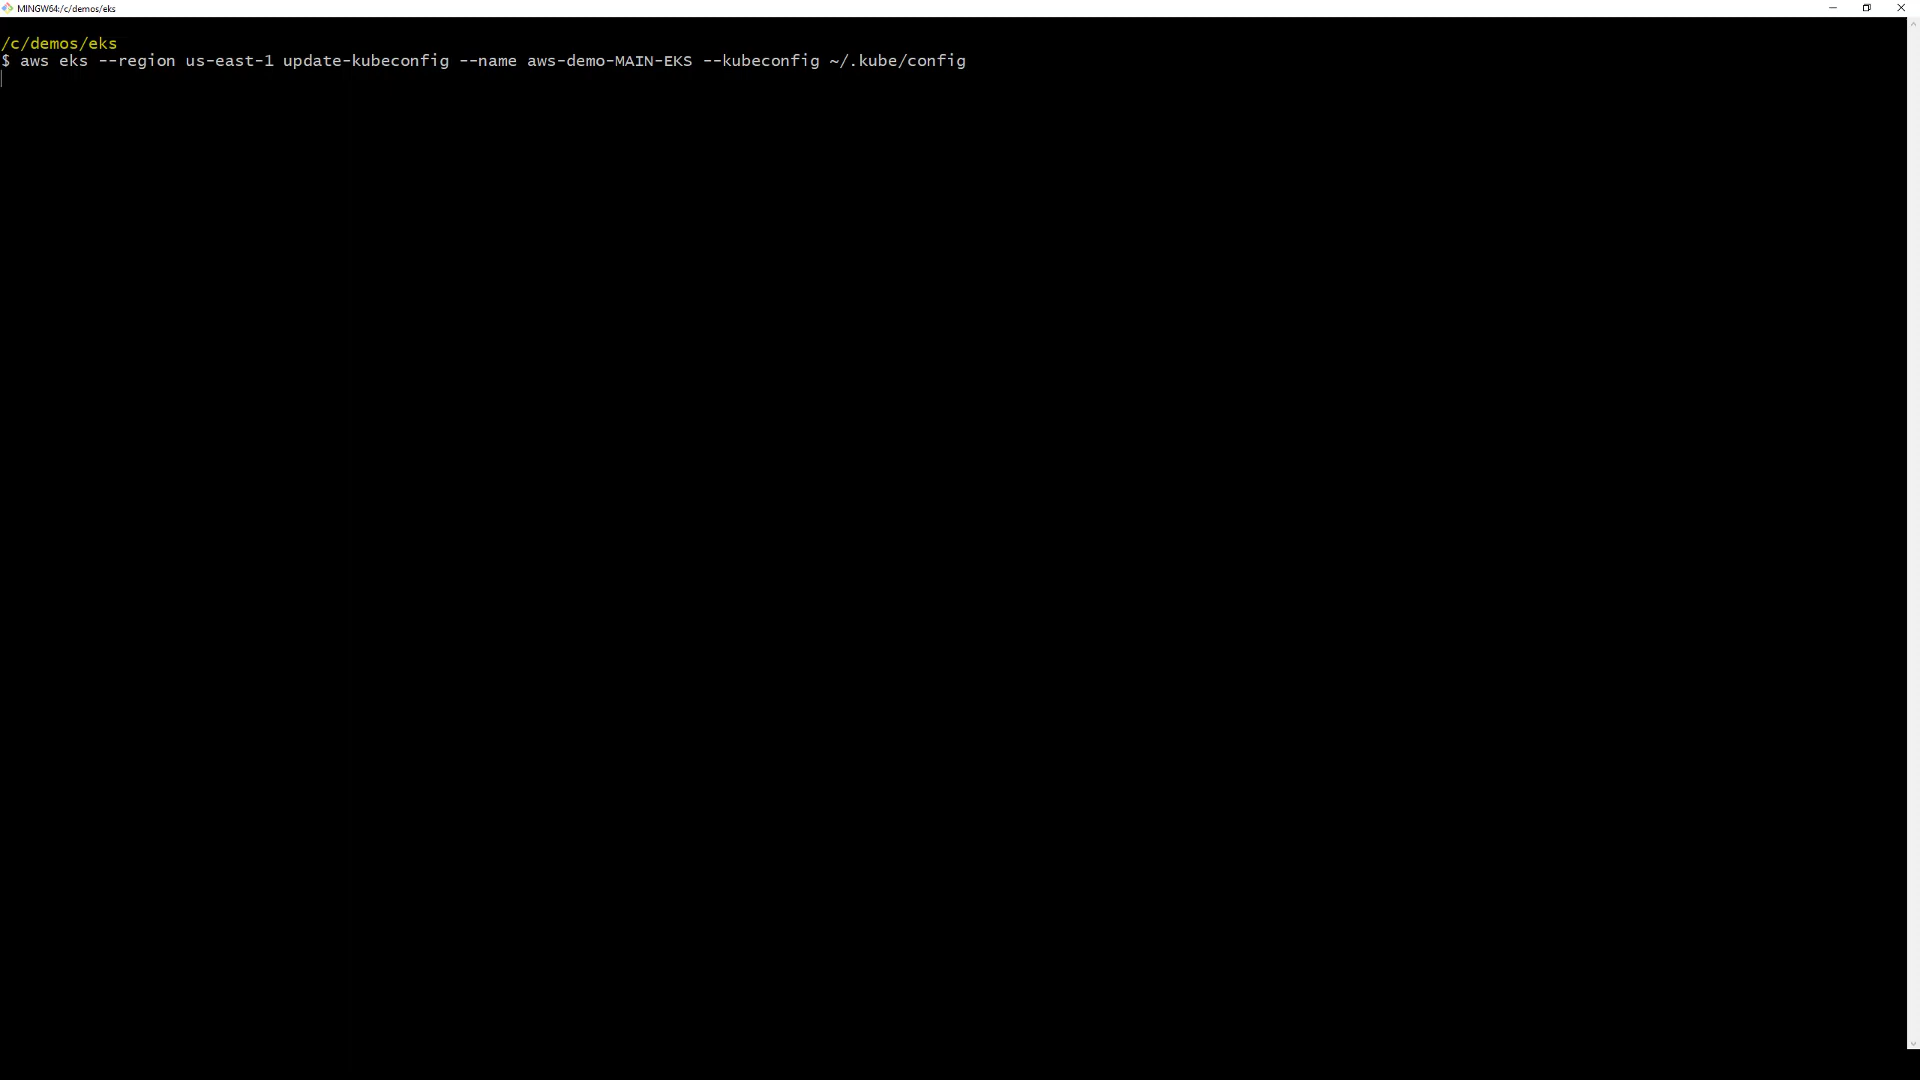 MINGW64:/c/demos/eks
/c/demos/eks
$ aws eks --region us-east-1 update-kubeconfig --name aws-demo-MAIN-EKS --kubeconfig ~/.kube/config